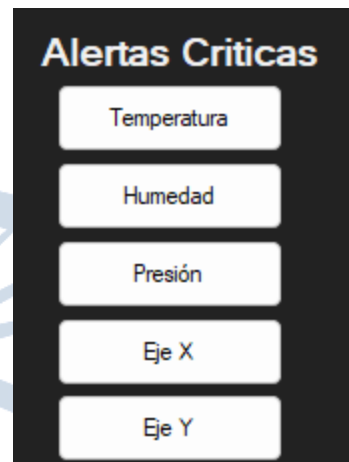 Alertas Criticas
Temperatura
Humedad
Presión
Eje X
Eje Y